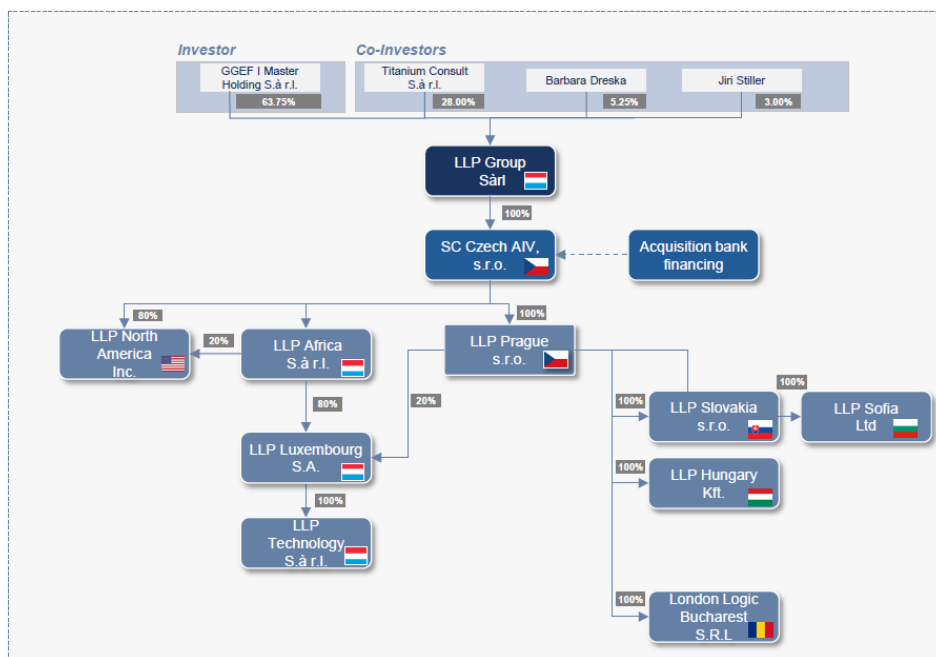 Investor
Co-Investors
GGEF I Master
Holding S.à r.l.
63.75%
Titanium Consult
S.à r.l.
28.00%
Barbara Dreska
5.25%
Jiri Stiller
3.00%
LLP Group
Sàrl
100%
SC Czech AIV,
s.r.o.
Acquisition bank
financing
80%
100%
LLP North
America
Inc.
20%
LLP Africa
S.à r.l.
LLP Prague
s.r.o.
80%
20%
100%
LLP Slovakia
s.r.o.
100%
LLP Sofia
Ltd
LLP Luxembourg
S.A.
100%
LLP Hungary
Kft.
100%
LLP
Technology
S.à r.l.
100%
London Logic
Bucharest
S.R.L